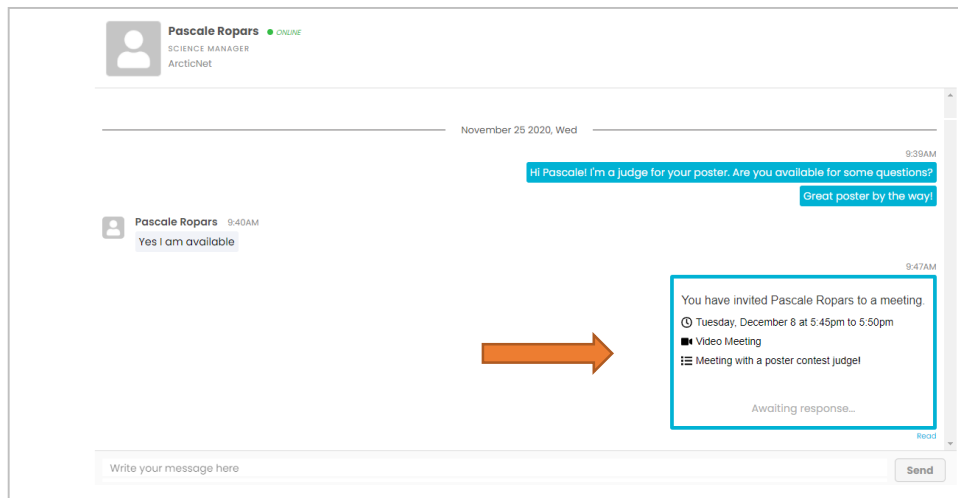 Pascale Ropars ONLINE
SCIENCE MANAGER
ArcticNet
November 25 2020, Wed
9:39AM
Hi Pascale! I'm a judge for your poster. Are you available for some questions?
Great poster by the way!
Pascale Ropars 9:40AM
Yes I am available
9:47AM
You have invited Pascale Ropars to a meeting.
Tuesday, December 8 at 5:45pm to 5:50pm
Video Meeting
Meeting with a poster contest judge!
Awaiting response...
Read
Write your message here
Send